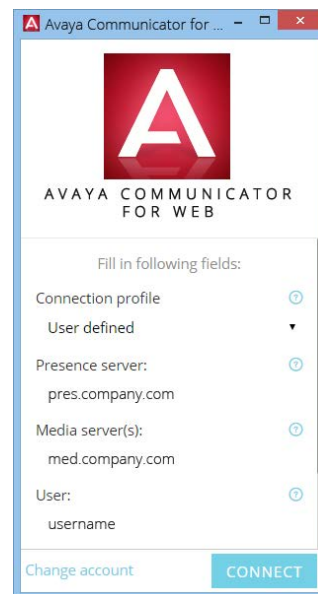 Avaya Communicator for ...
AVAYA COMMUNICATOR
FOR WEB
Fill in following fields:
Connection profile
User defined
Presence server:
pres.company.com
Media server(s):
med.company.com
User:
username
Change account
CONNECT